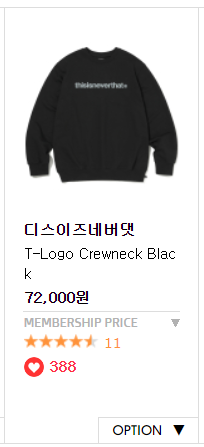 thisisneverthat®
디스이즈네버댓
T-Logo Crewneck Blac
k
72,000원
MEMBERSHIP PRICE ▼
11
388
OPTION ▼